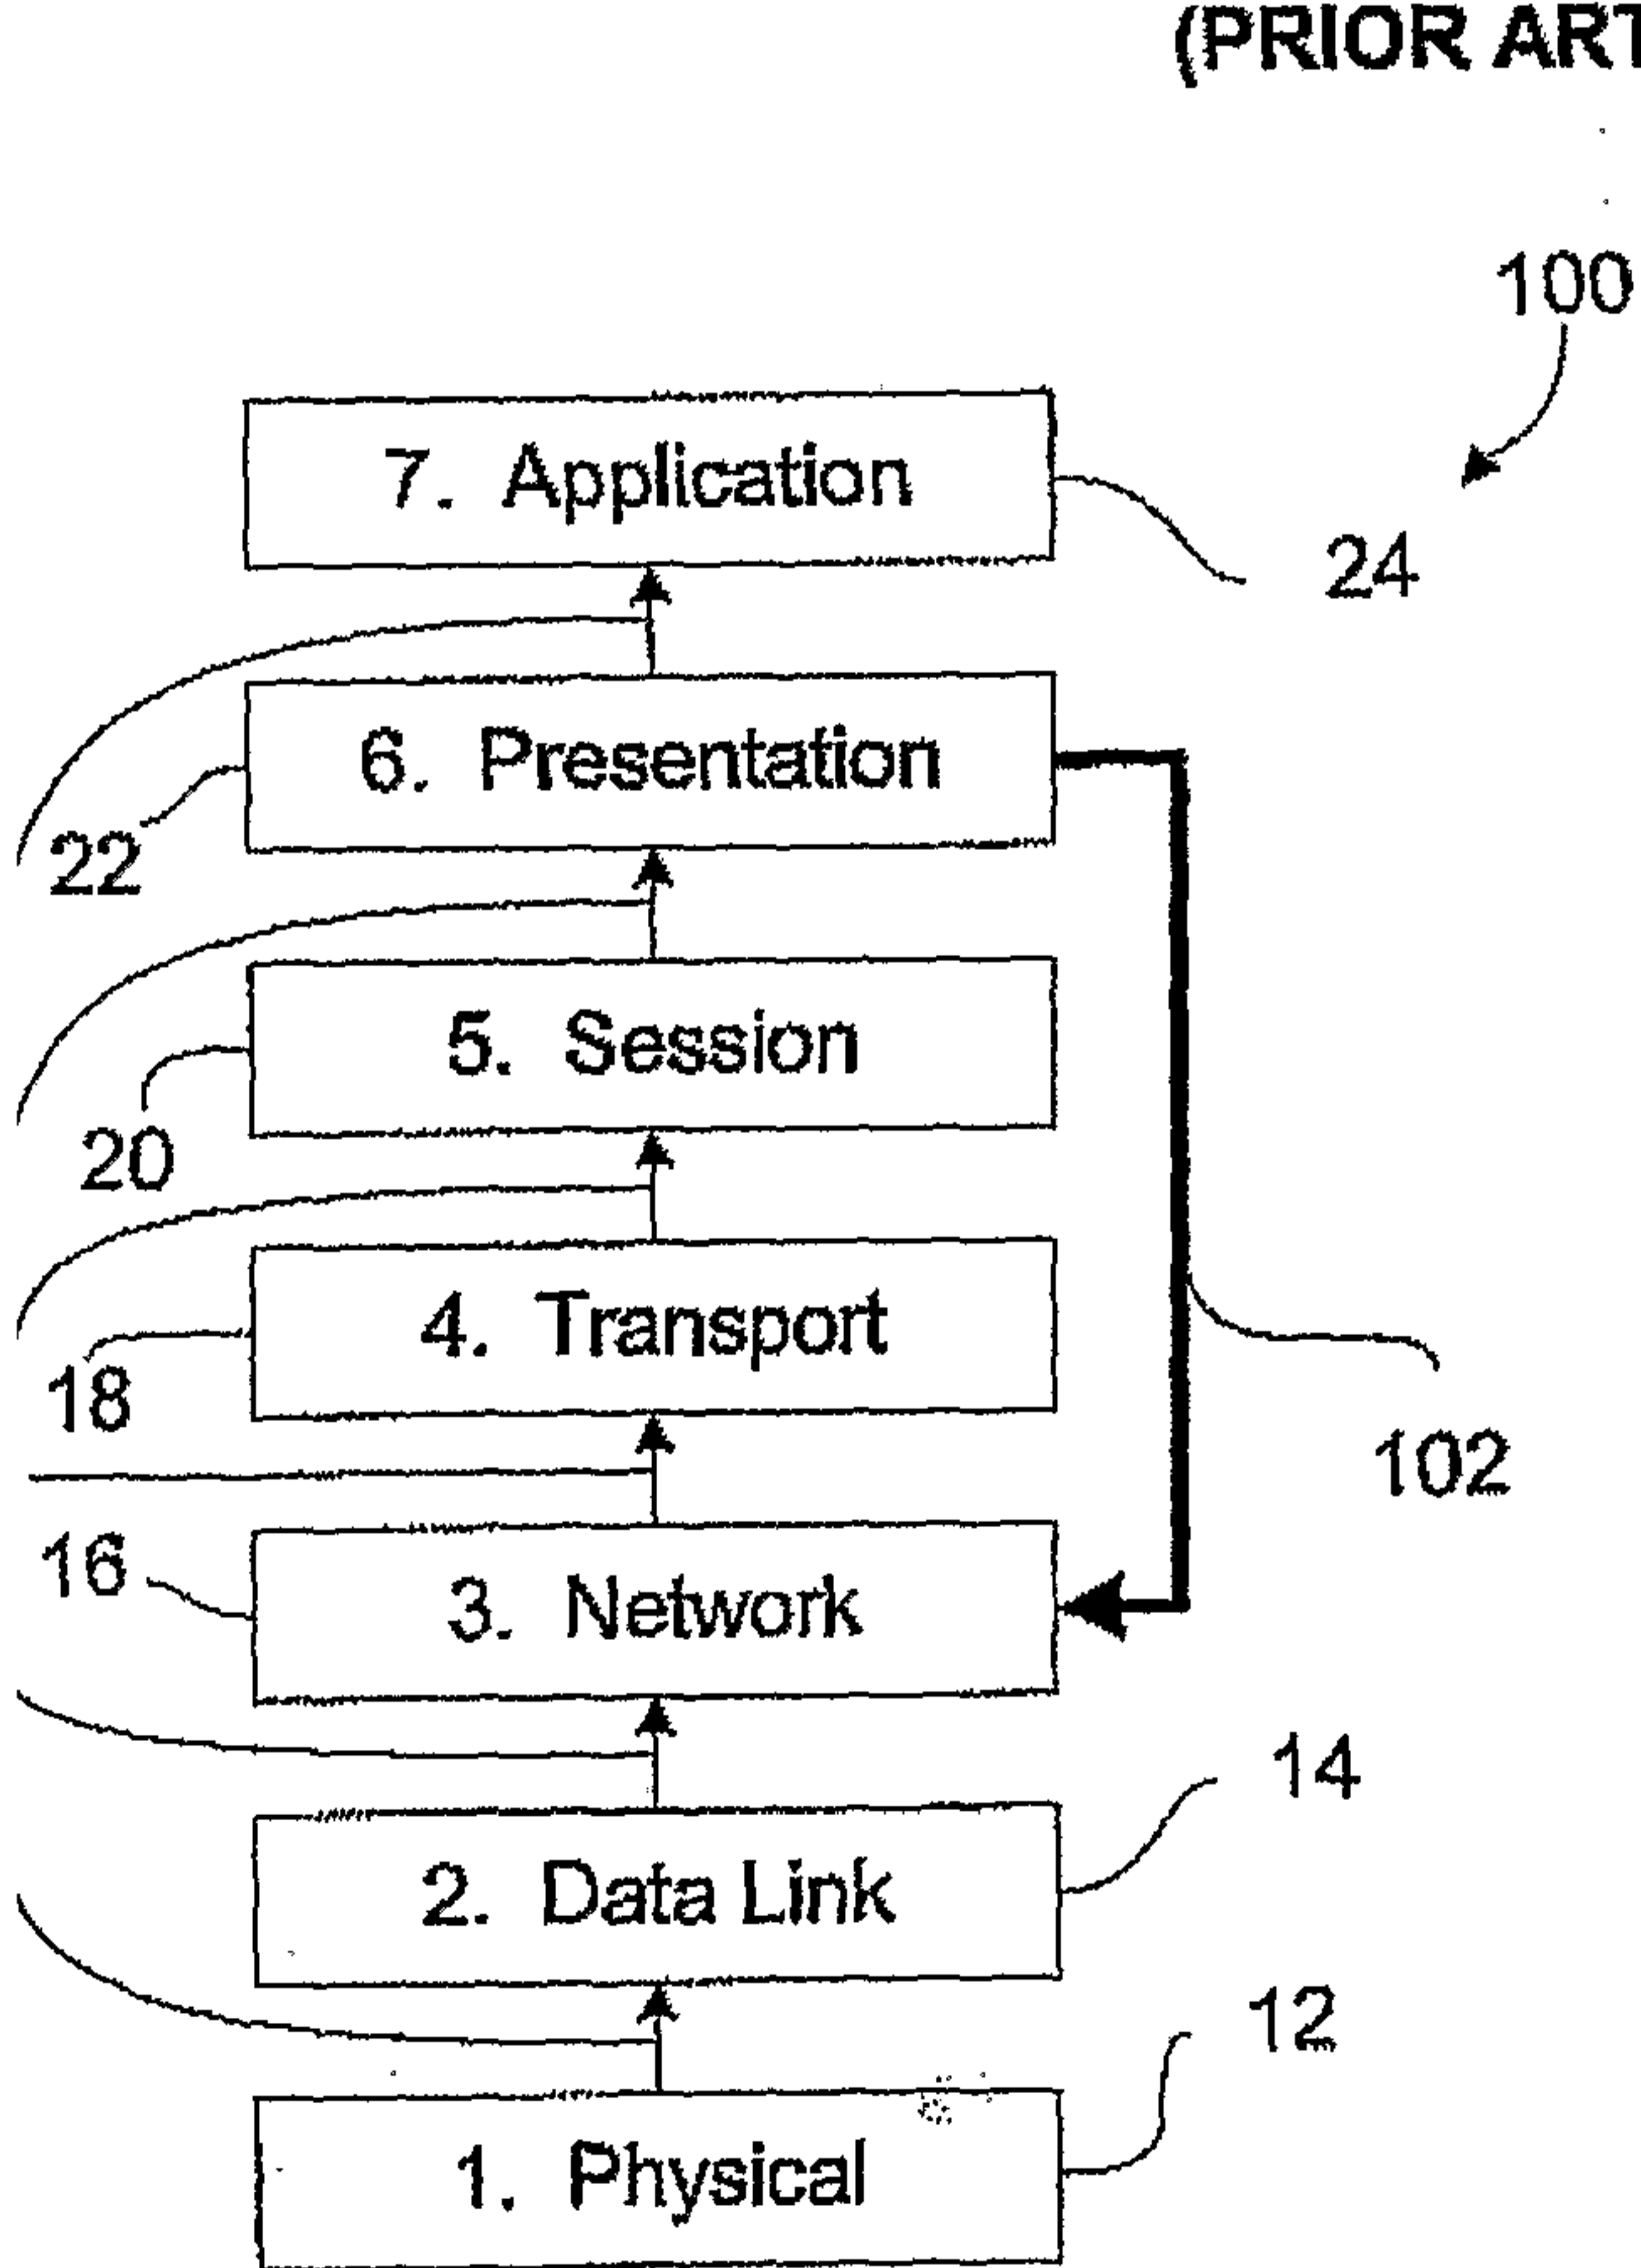 (PRIOR ART
100
7. Application
24
6. Presentation
22
5. Session
20
4. Transport
18
102
16
3. Network
14
2. Data Link
12
1. Physical